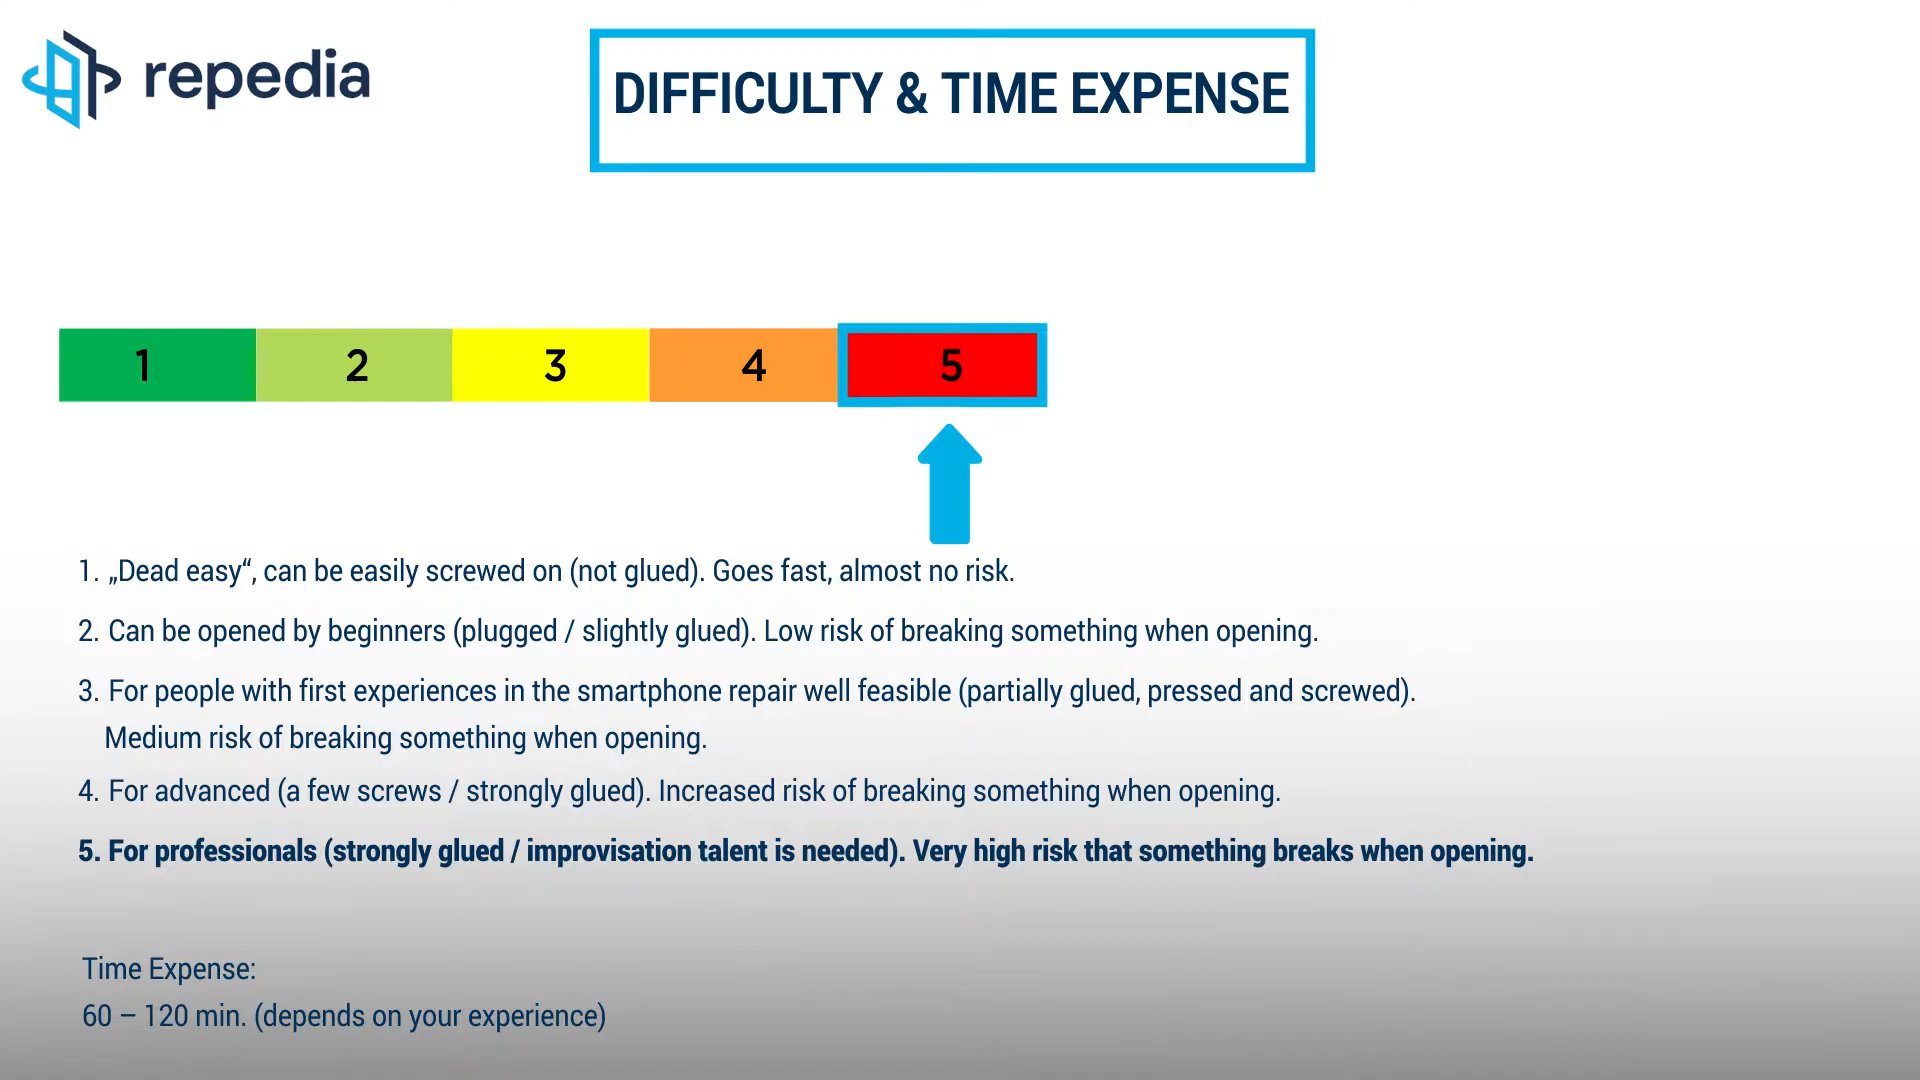 repedia
DIFFICULTY & TIME EXPENSE
1 2 3 4 5
1. „Dead easy“, can be easily screwed on (not glued). Goes fast, almost no risk.
2. Can be opened by beginners (plugged / slightly glued). Low risk of breaking something when opening.
3. For people with first experiences in the smartphone repair well feasible (partially glued, pressed and screwed).
Medium risk of breaking something when opening.
4. For advanced (a few screws / strongly glued). Increased risk of breaking something when opening.
5. For professionals (strongly glued / improvisation talent is needed). Very high risk that something breaks when opening.
Time Expense:
60 – 120 min. (depends on your experience)